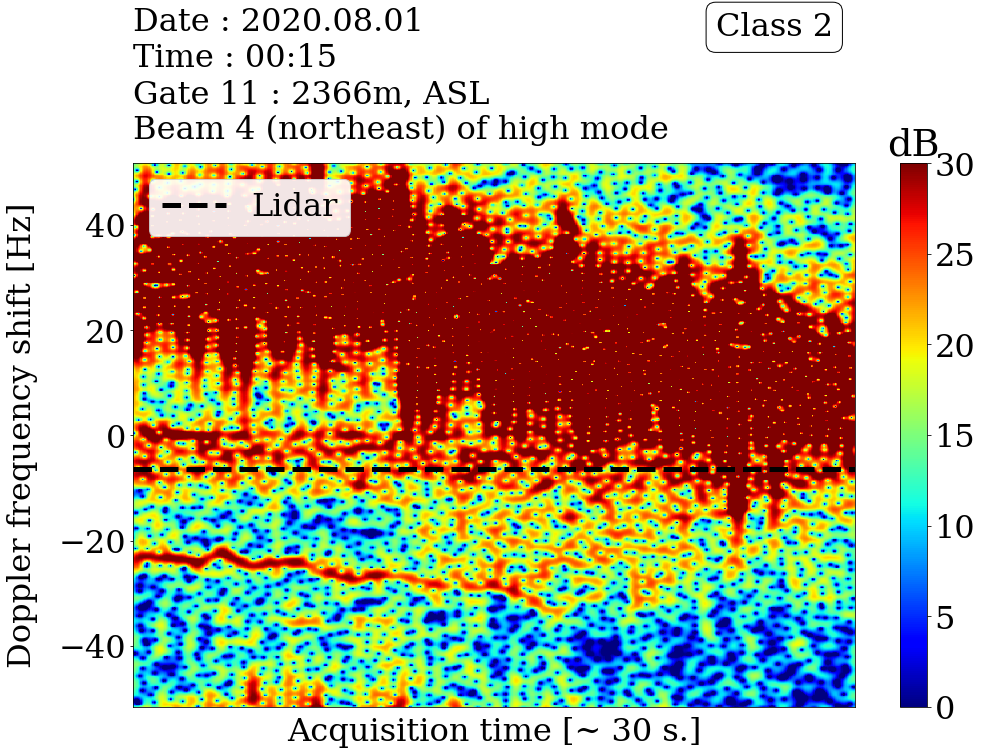 Date : 2020.08.01
Time : 00:15
Gate 11 : 2366m, ASL
Beam 4 (northeast) of high mode
Class 2
dB
Lidar
Doppler frequency shift [Hz]
40
20
0
−20
−40
Acquisition time [~ 30 s.]
30
25
20
15
10
5
0